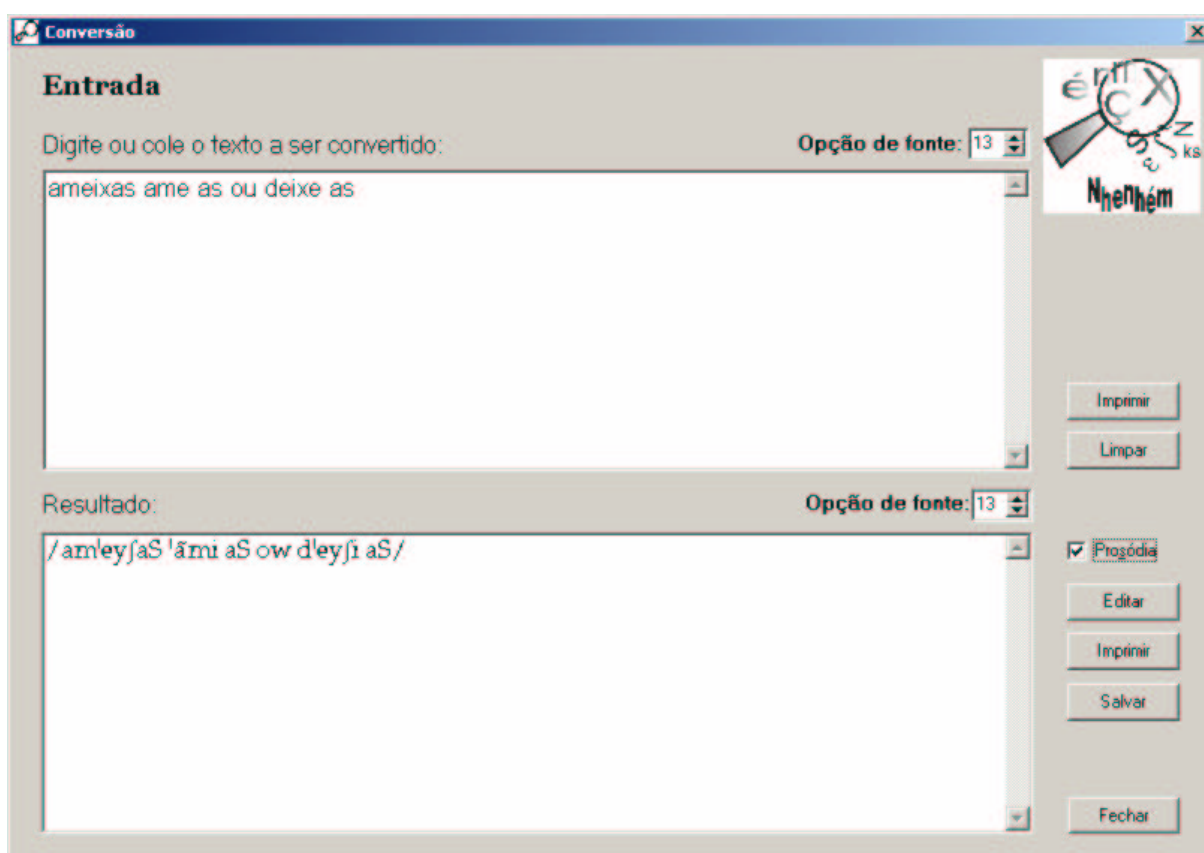 Conversão
Entrada
Digite ou cole o texto a ser convertido:
Opção de fonte: 13
ameixas ame as ou deixe as
Nhenhém
Imprimir
Limpar
Resultado:
Opção de fonte: 13
/amˈeyʃaS ˈãmi aS ow dˈeyʃi aS/
Prosódia
Editar
Imprimir
Salvar
Fechar